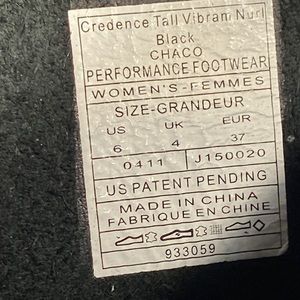 Credence Tall Vibram Nurl
Black
CHACO
PERFORMANCE FOOTWEAR
WOMEN'S-FEMMES
SIZE-GRANDEUR
US UK EUR
6 4 37
0411 J150020
US PATENT PENDING
MADE IN CHINA
FABRIQUE EN CHINE
933059